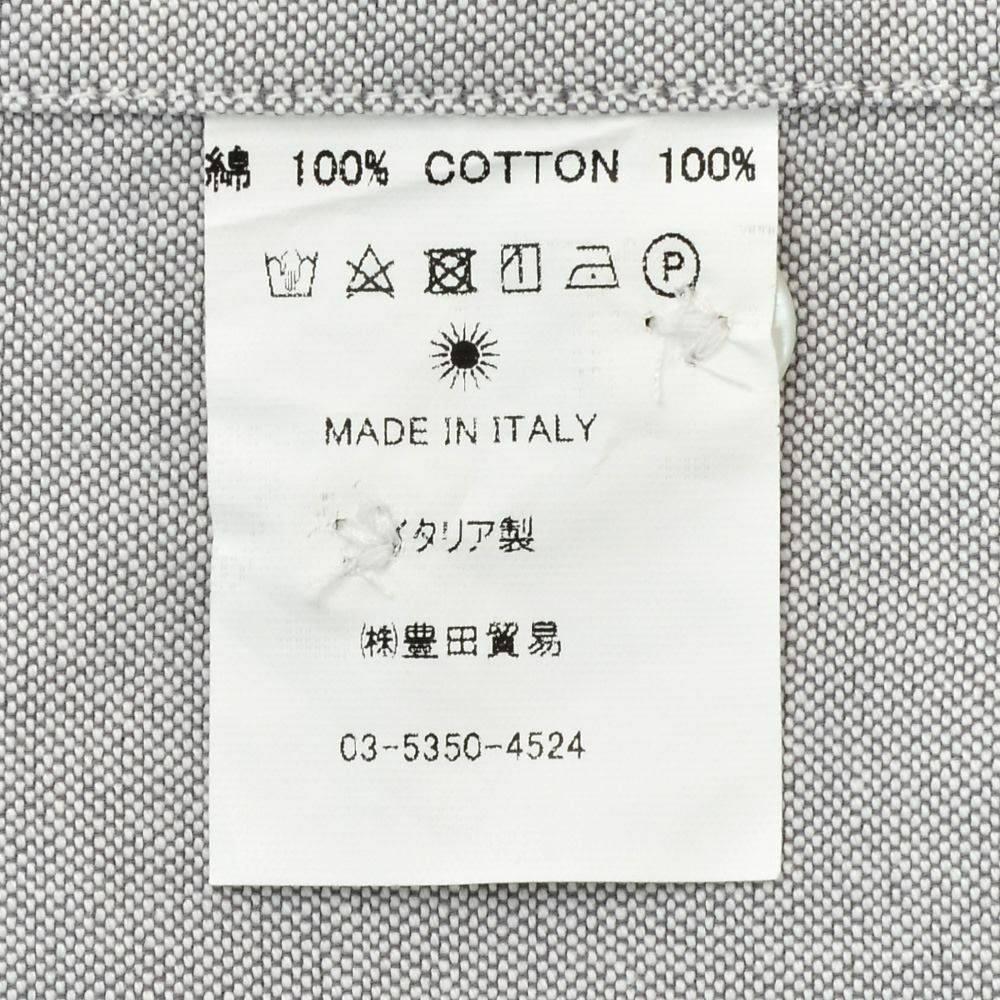 綿 100% COTTON 100%
P
MADE IN ITALY
イタリア製
㈱豊田貿易
03-5350-4524